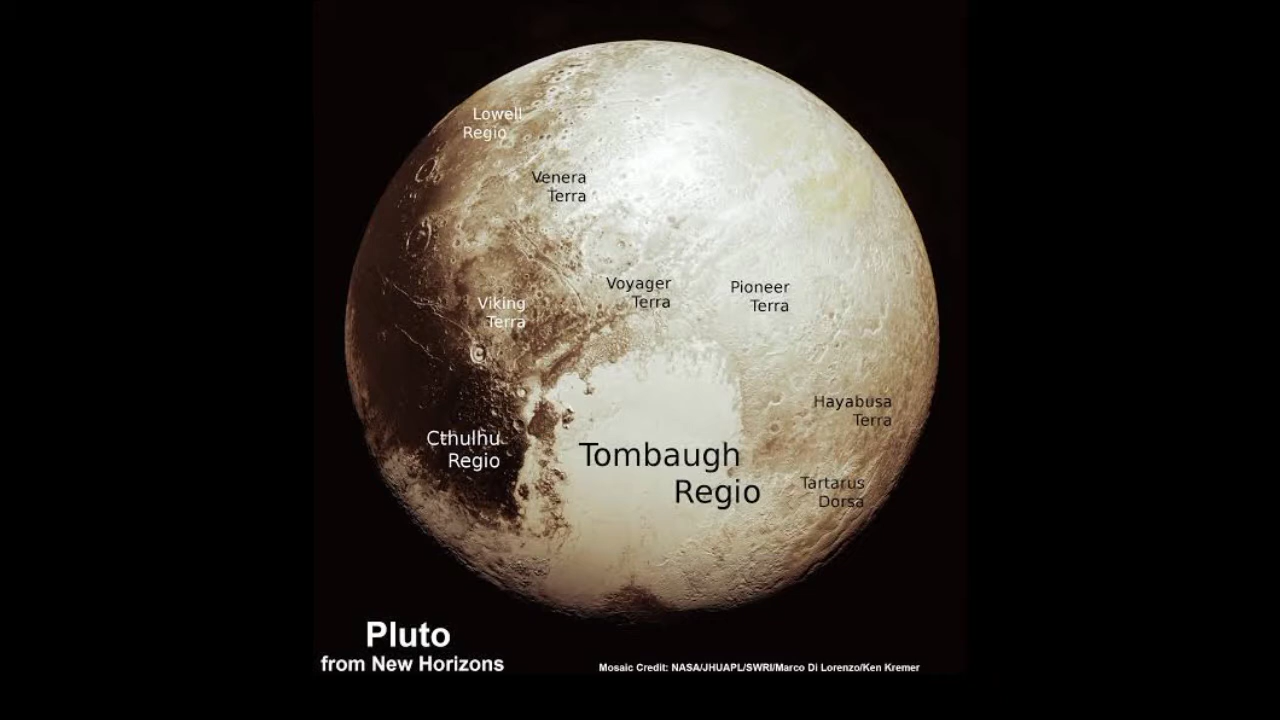 Lowell
Regio
Venera
Terra
Voyager
Terra
Pioneer
Terra
Viking
Terra
Hayabusa
Terra
Cthulhu
Regio
Tombaugh
Regio
Tartarus
Dorsa
Pluto
from New Horizons
Mosaic Credit: NASA/JHUAPL/SWRI/Marco Di Lorenzo/Ken Kremer